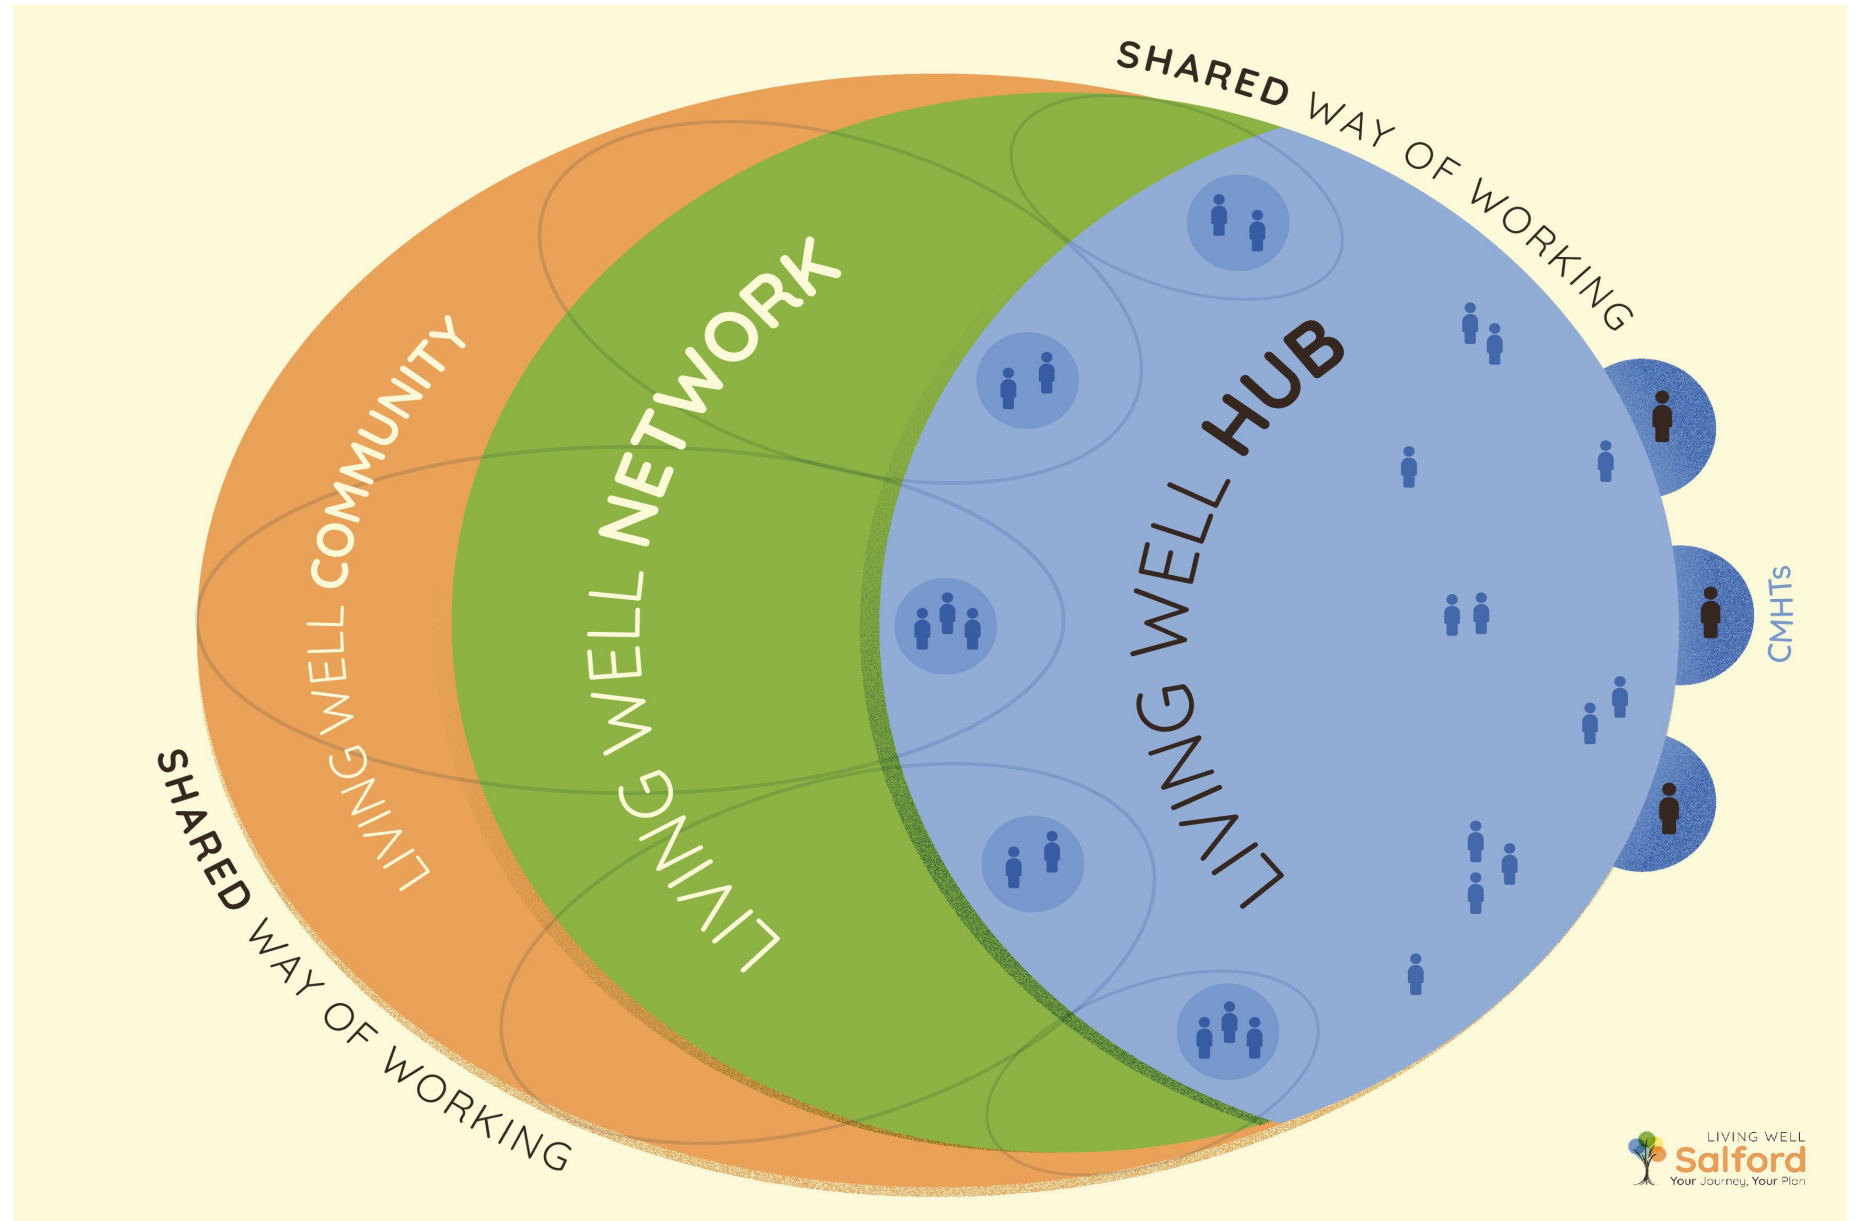 SHARED WAY OF WORKING
LIVING WELL COMMUNITY
LIVING WELL NETWORK
LIVING WELL HUB
CMHTs
SHARED WAY OF WORKING
LIVING WELL
Salford
Your Journey, Your Plan